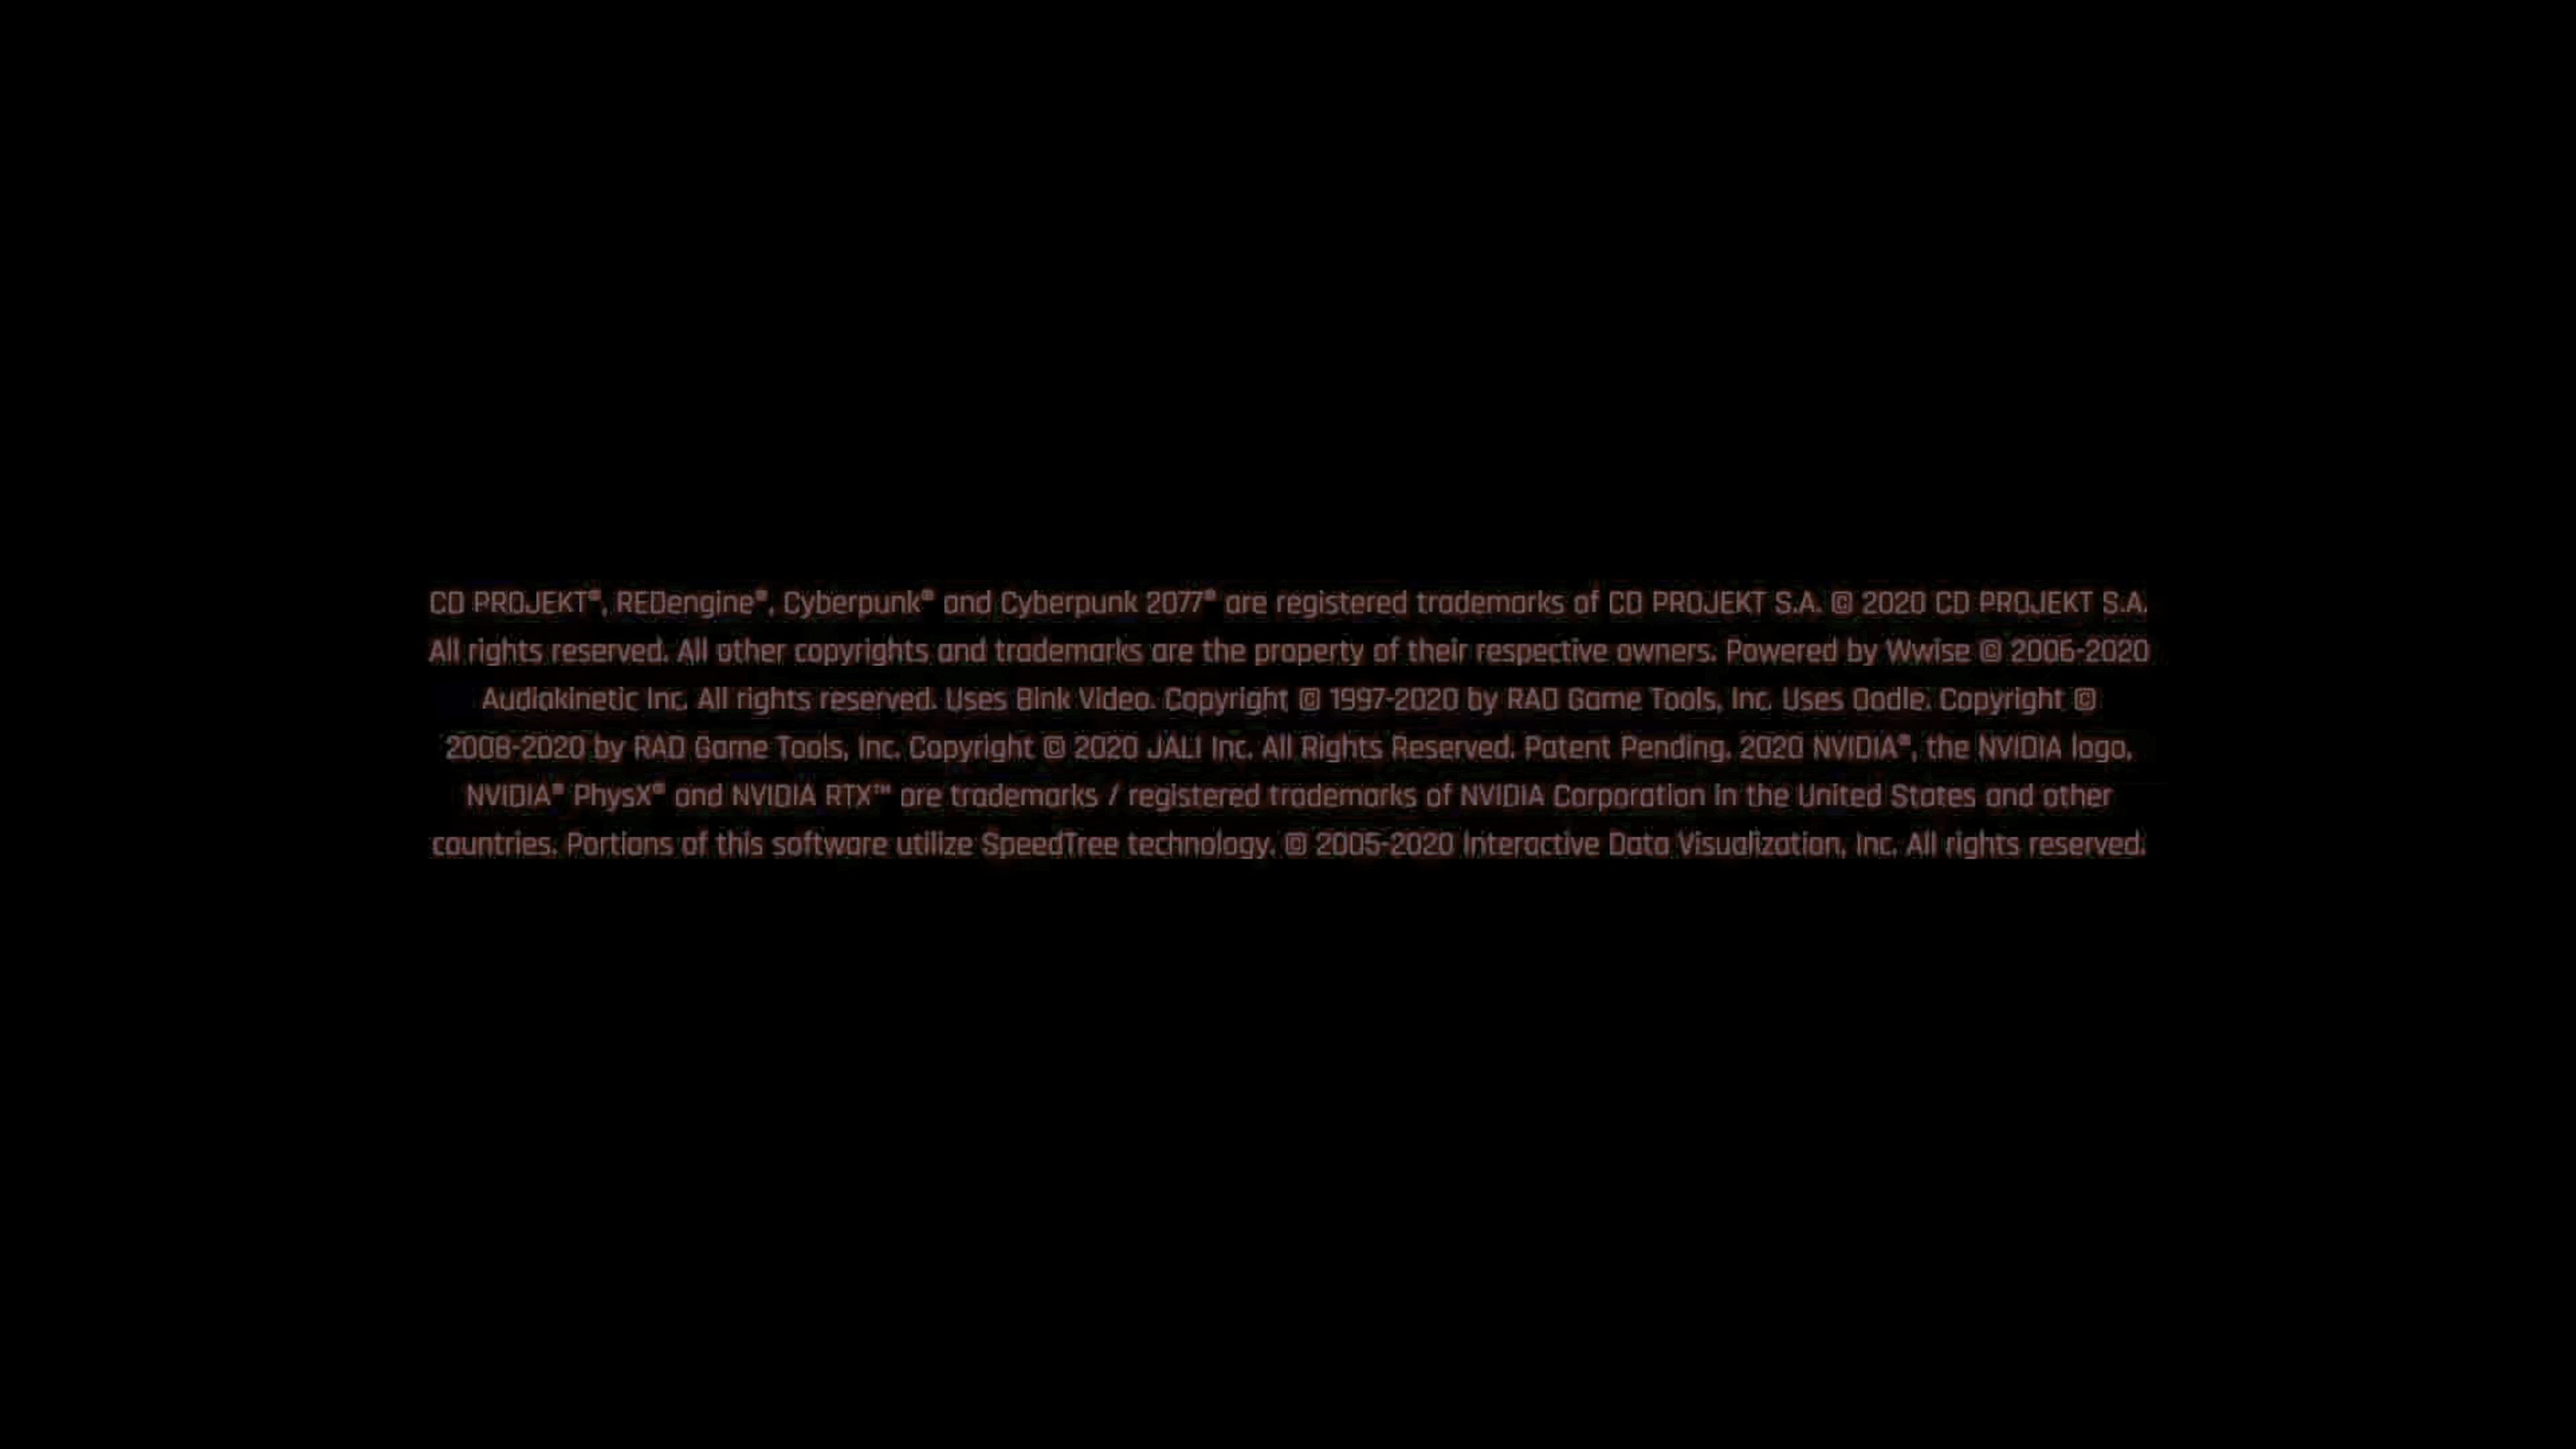 CD PROJEKT®, REDengine®, Cyberpunk® and Cyberpunk 2077® are registered trademarks of CD PROJEKT S.A. © 2020 CD PROJEKT S.A.
All rights reserved. All other copyrights and trademarks are the property of their respective owners. Powered by Wwise © 2006-2020
Audiokinetic Inc. All rights reserved. Uses Bink Video. Copyright © 1997-2020 by RAD Game Tools, Inc. Uses Oodle. Copyright ©
2008-2020 by RAD Game Tools, Inc. Copyright © 2020 JALI Inc. All Rights Reserved. Patent Pending. 2020 NVIDIA®, the NVIDIA logo,
NVIDIA® PhysX® and NVIDIA RTX™ are trademarks / registered trademarks of NVIDIA Corporation in the United States and other
countries. Portions of this software utilize SpeedTree technology. © 2005-2020 Interactive Data Visualization, Inc. All rights reserved.